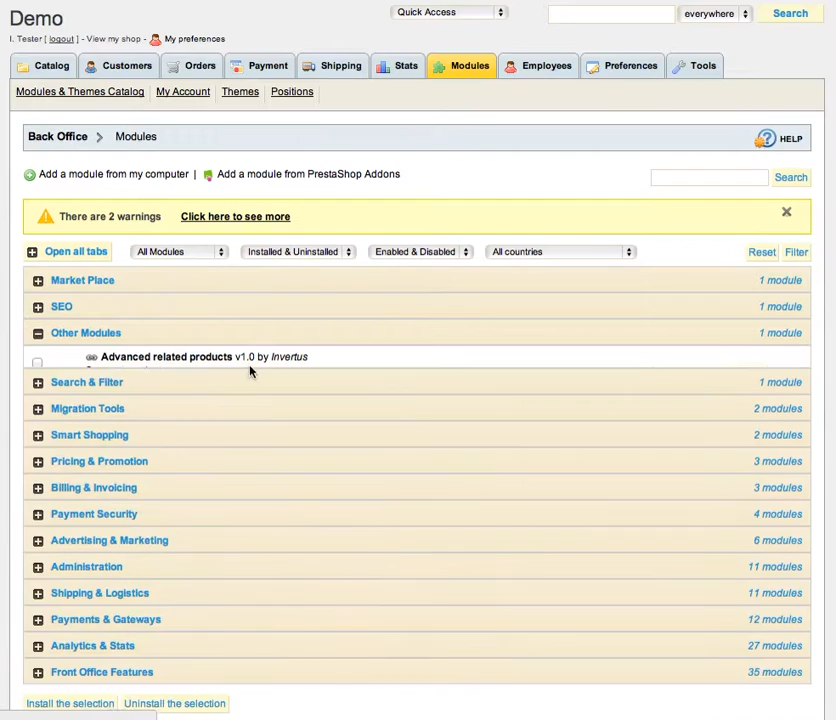 Demo
Quick Access
everywhere
Search
I. Tester [ logout ] - View my shop - My preferences
Catalog Customers Orders Payment Shipping Stats Modules Employees Preferences Tools
Modules & Themes Catalog My Account Themes Positions
Back Office > Modules
HELP
Add a module from my computer | Add a module from PrestaShop Addons
Search
There are 2 warnings Click here to see more
Open all tabs All Modules Installed & Uninstalled Enabled & Disabled All countries Reset Filter
Market Place 1 module
SEO 1 module
Other Modules 1 module
Advanced related products v1.0 by Invertus
Search & Filter 1 module
Migration Tools 2 modules
Smart Shopping 2 modules
Pricing & Promotion 3 modules
Billing & Invoicing 3 modules
Payment Security 4 modules
Advertising & Marketing 6 modules
Administration 11 modules
Shipping & Logistics 11 modules
Payments & Gateways 12 modules
Analytics & Stats 27 modules
Front Office Features 35 modules
Install the selection Uninstall the selection